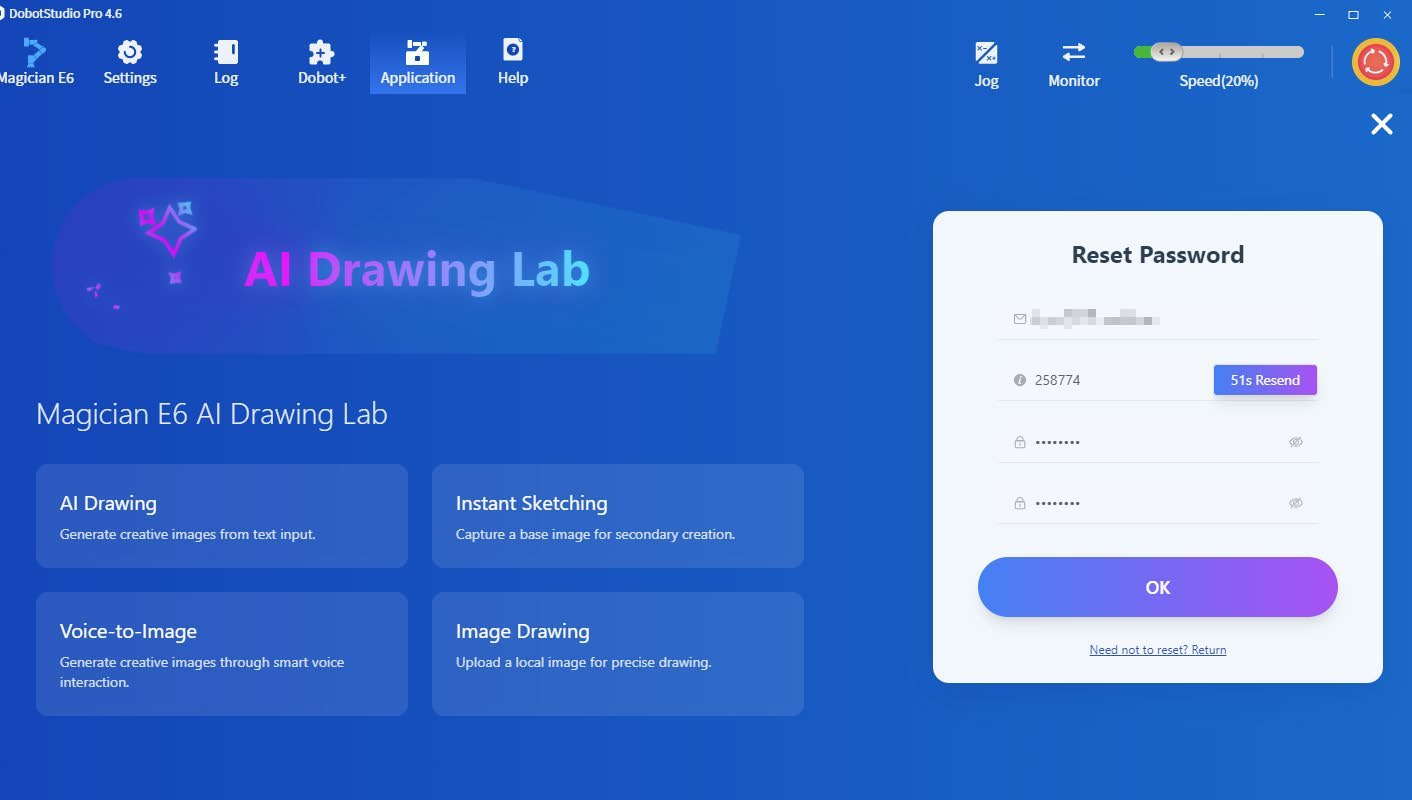 DobotStudio Pro 4.6
Magician E6
Settings
Log
Dobot+
Application
Help
Jog
Monitor
Speed(20%)
AI Drawing Lab
Magician E6 AI Drawing Lab
AI Drawing
Generate creative images from text input.
Instant Sketching
Capture a base image for secondary creation.
Voice-to-Image
Generate creative images through smart voice
interaction.
Image Drawing
Upload a local image for precise drawing.
Reset Password
258774
51s Resend
••••••••
••••••••
OK
Need not to reset? Return